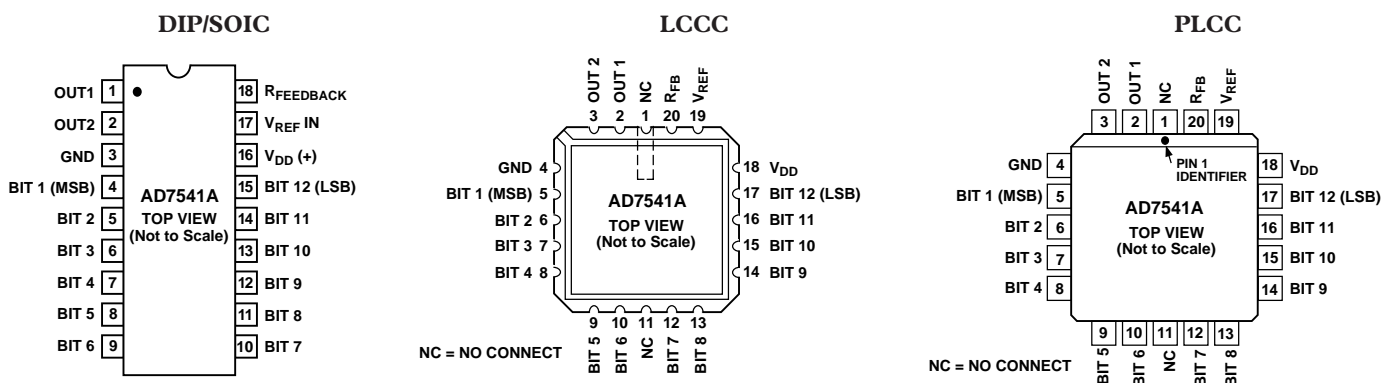 DIP/SOIC
OUT1 1
OUT2 2
GND 3
BIT 1 (MSB) 4
BIT 2 5
BIT 3 6
BIT 4 7
BIT 5 8
BIT 6 9
18 RFEEDBACK
17 VREF IN
16 VDD (+)
15 BIT 12 (LSB)
14 BIT 11
13 BIT 10
12 BIT 9
11 BIT 8
10 BIT 7
AD7541A
TOP VIEW
(Not to Scale)
LCCC
OUT 2
OUT 1
NC
RFB
VREF
3 2 1 20 19
GND 4
BIT 1 (MSB) 5
BIT 2 6
BIT 3 7
BIT 4 8
18 VDD
17 BIT 12 (LSB)
16 BIT 11
15 BIT 10
14 BIT 9
AD7541A
TOP VIEW
(Not to Scale)
9 10 11 12 13
BIT 5
BIT 6
NC
BIT 7
BIT 8
NC = NO CONNECT
PLCC
OUT 2
OUT 1
NC
RFB
VREF
3 2 1 20 19
PIN 1
IDENTIFIER
GND 4
BIT 1 (MSB) 5
BIT 2 6
BIT 3 7
BIT 4 8
18 VDD
17 BIT 12 (LSB)
16 BIT 11
15 BIT 10
14 BIT 9
AD7541A
TOP VIEW
(Not to Scale)
9 10 11 12 13
BIT 5
BIT 6
NC
BIT 7
BIT 8
NC = NO CONNECT